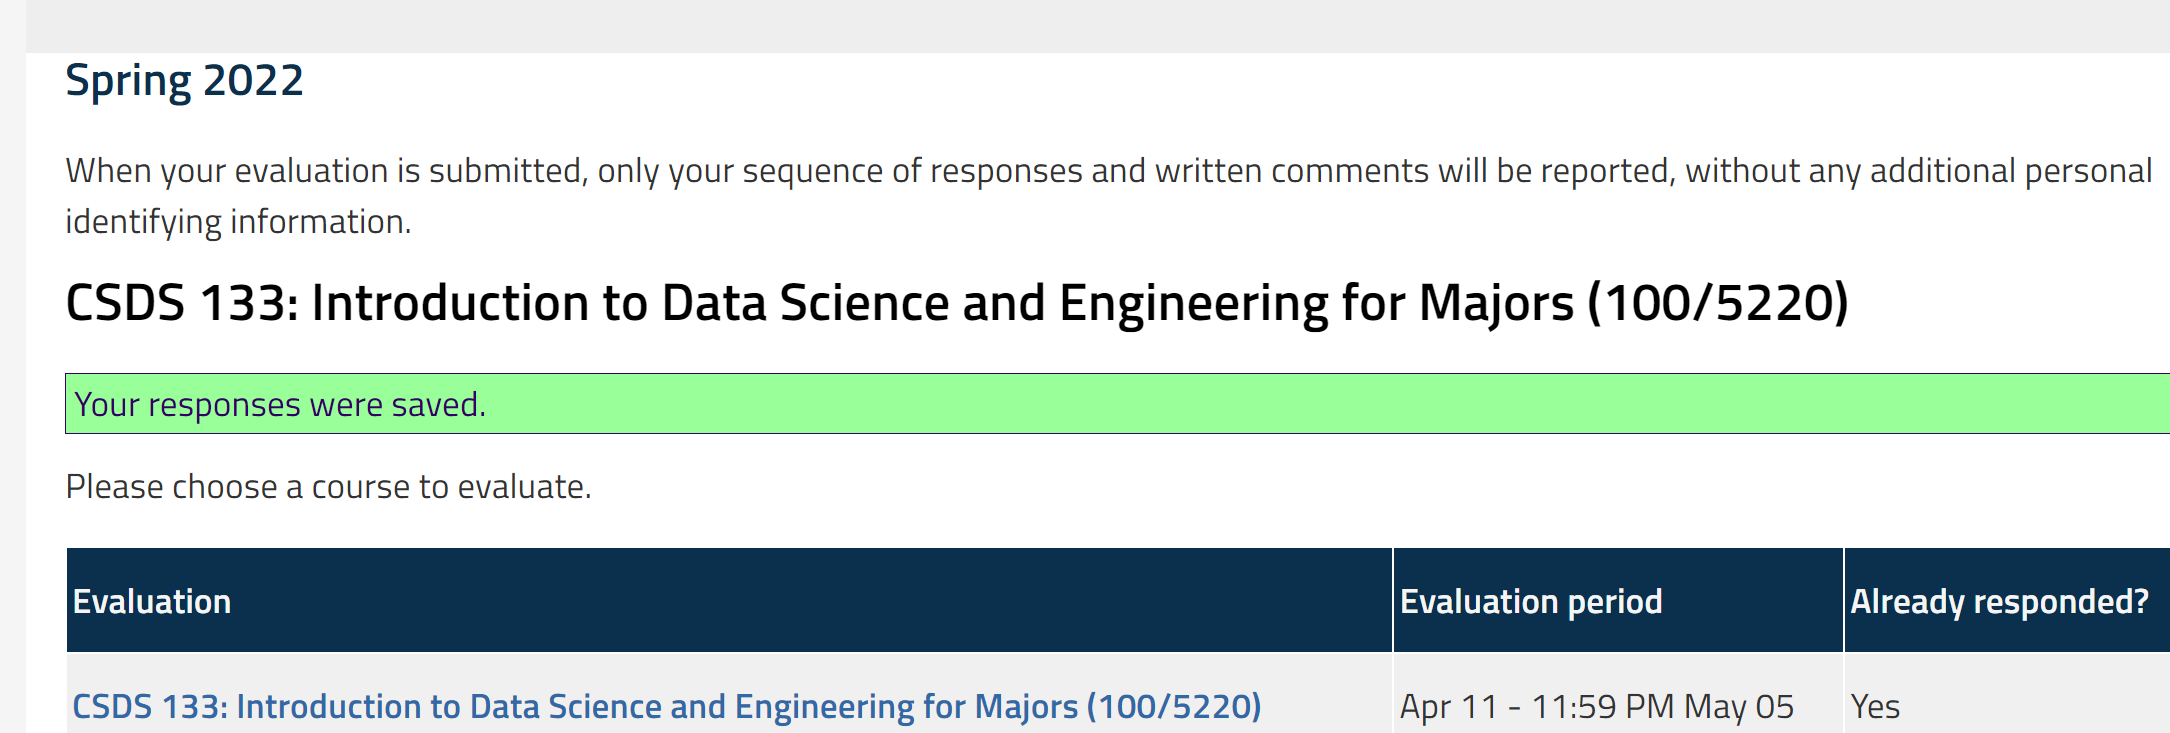 Spring 2022
When your evaluation is submitted, only your sequence of responses and written comments will be reported, without any additional personal
identifying information.
CSDS 133: Introduction to Data Science and Engineering for Majors (100/5220)
Your responses were saved.
Please choose a course to evaluate.
Evaluation Evaluation period Already responded?
CSDS 133: Introduction to Data Science and Engineering for Majors (100/5220) Apr 11 - 11:59 PM May 05 Yes